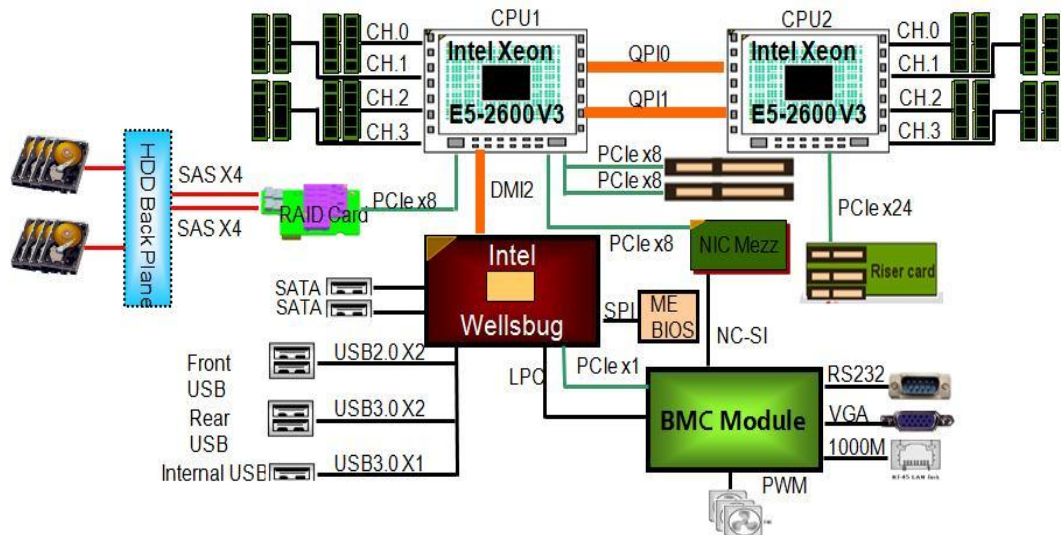 CPU1
CPU2
CH.0
CH.1
CH.2
CH.3
Intel Xeon
E5-2600 V3
QPI0
QPI1
Intel Xeon
E5-2600 V3
CH.0
CH.1
CH.2
CH.3
HDD Back Plane
SAS X4
SAS X4
RAID Card
PCIe x8
DMI2
PCIe x8
PCIe x8
PCIe x8
NIC Mezz
PCIe x24
Riser card
Intel
Wellsbug
SATA
SATA
SPI
ME
BIOS
NC-SI
Front
USB
USB2.0 X2
Rear
USB
USB3.0 X2
Internal USB
USB3.0 X1
LPC
PCIe x1
BMC Module
RS232
VGA
1000M
RJ-45 LAN Jack
PWM